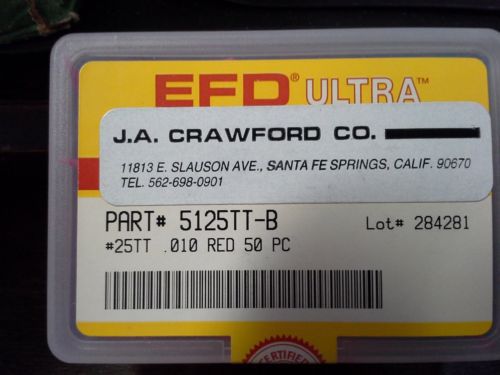 EFD® ULTRA™
J.A. CRAWFORD CO.
11813 E. SLAUSON AVE., SANTA FE SPRINGS, CALIF. 90670
TEL. 562-698-0901
PART# 5125TT-B Lot# 284281
#25TT .010 RED 50 PC
CERTIFIED